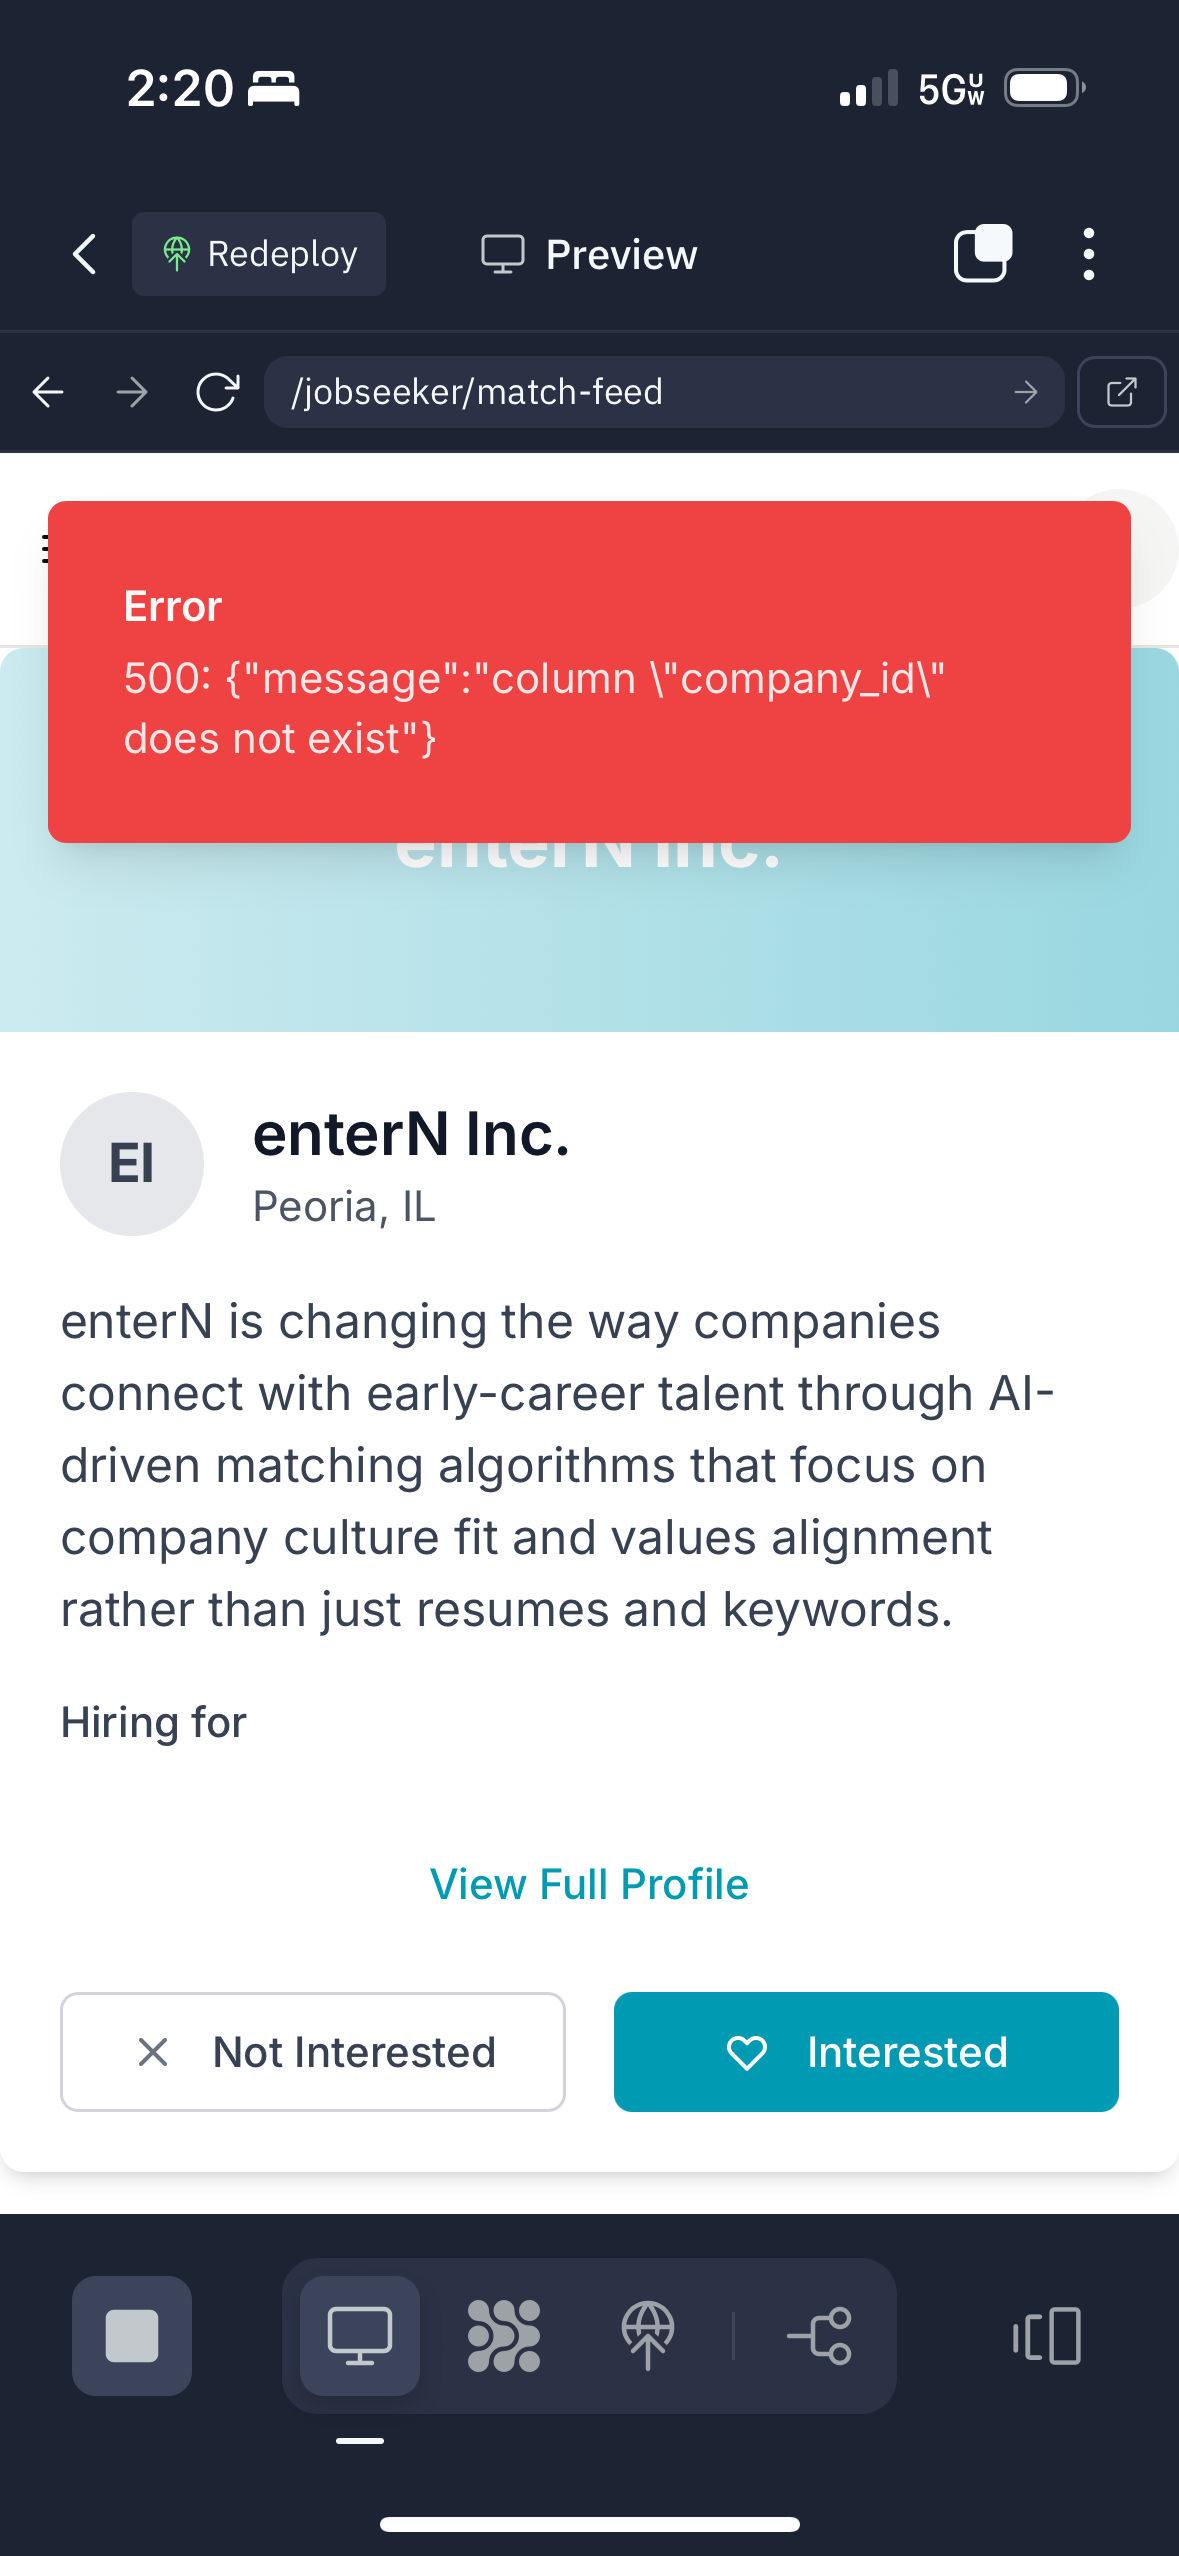 2:20
5G UW
Redeploy
Preview
/jobseeker/match-feed
Error
500: {"message":"column \"company_id\"
does not exist"}
enterN Inc.
EI
enterN Inc.
Peoria, IL
enterN is changing the way companies
connect with early-career talent through AI-
driven matching algorithms that focus on
company culture fit and values alignment
rather than just resumes and keywords.
Hiring for
View Full Profile
Not Interested
Interested